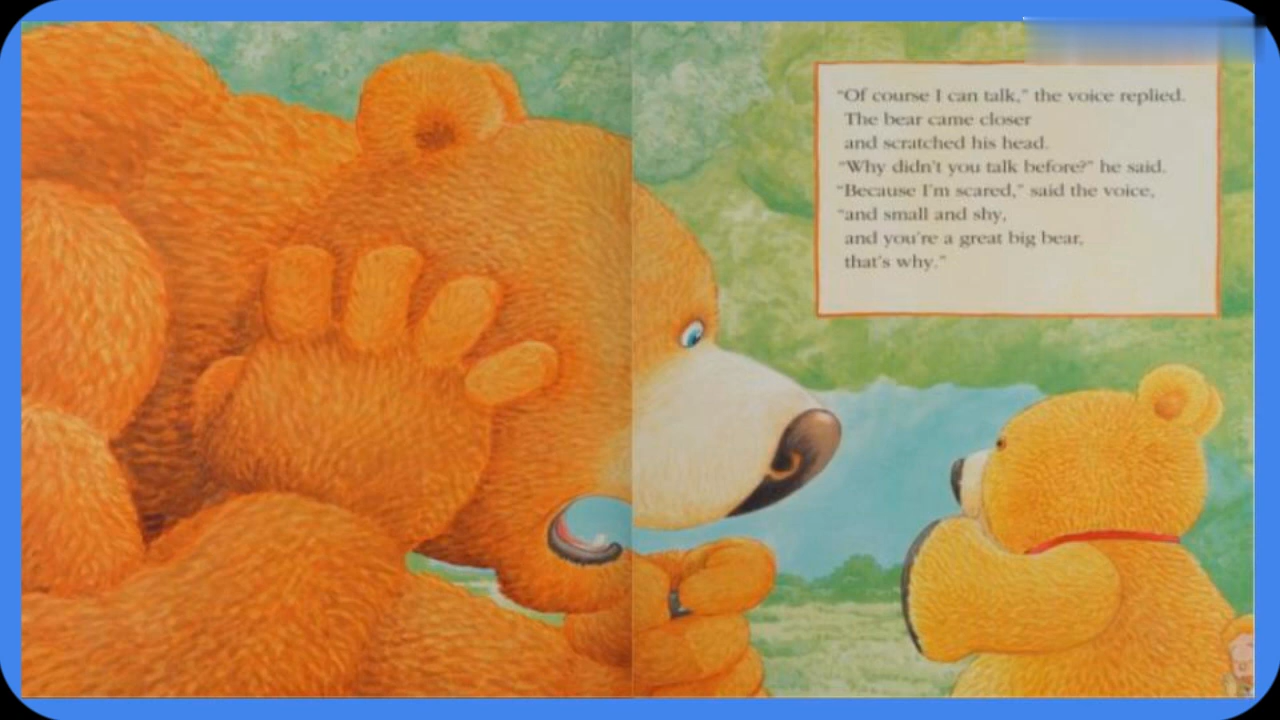 "Of course I can talk," the voice replied.
The bear came closer
and scratched his head.
"Why didn't you talk before?" he said.
"Because I'm scared," said the voice,
"and small and shy,
and you're a great big bear,
that's why."